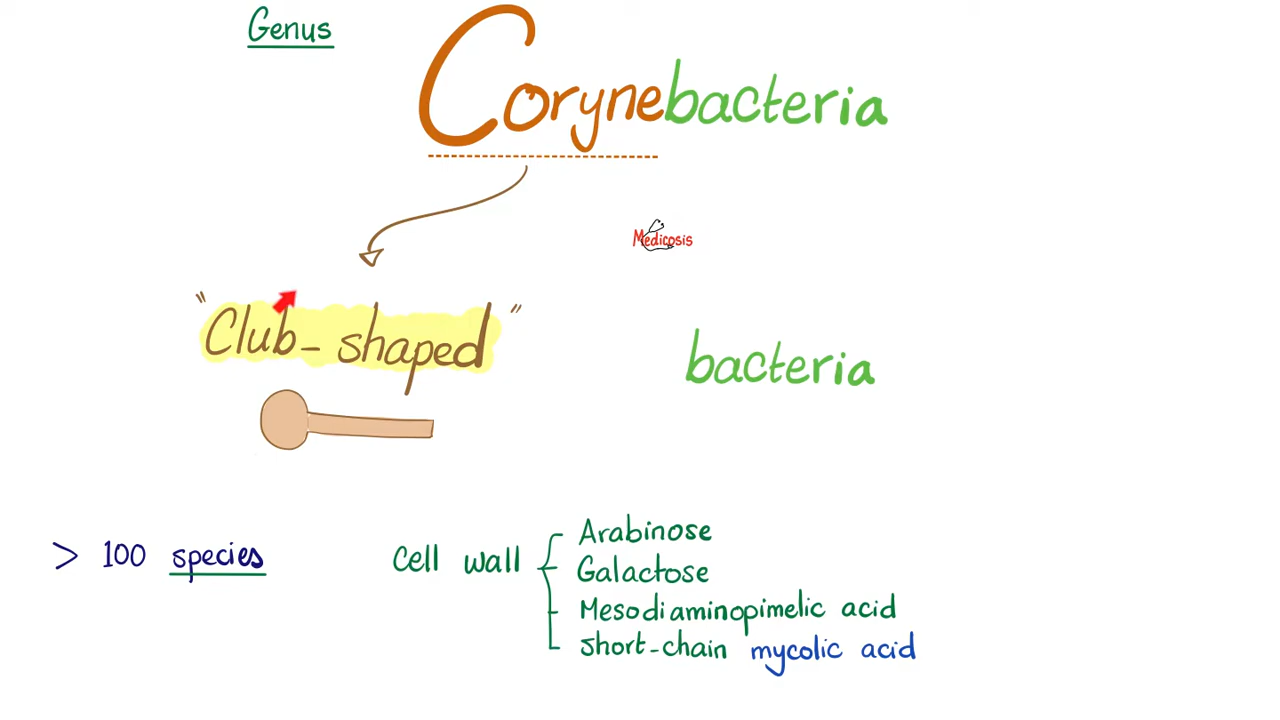 Genus
Corynebacteria
Medicosis
"Club-shaped"
bacteria
> 100 species
Cell wall
Arabinose
Galactose
Mesodiaminopimelic acid
Short-chain mycolic acid